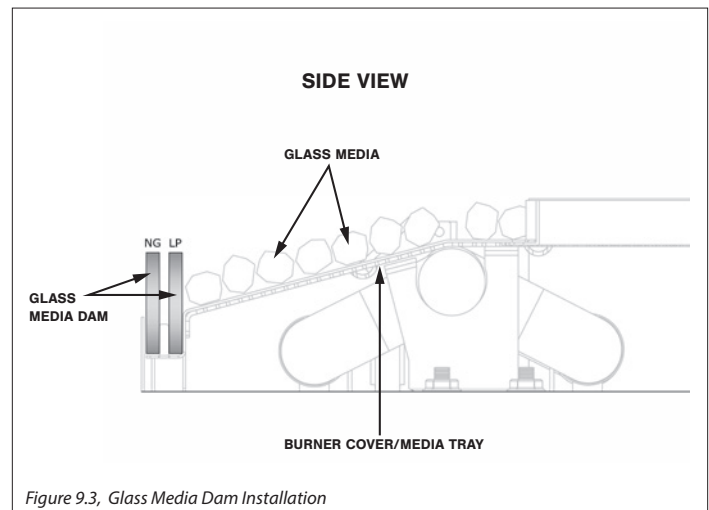 SIDE VIEW
GLASS MEDIA
NG LP
GLASS
MEDIA DAM
BURNER COVER/MEDIA TRAY
Figure 9.3, Glass Media Dam Installation